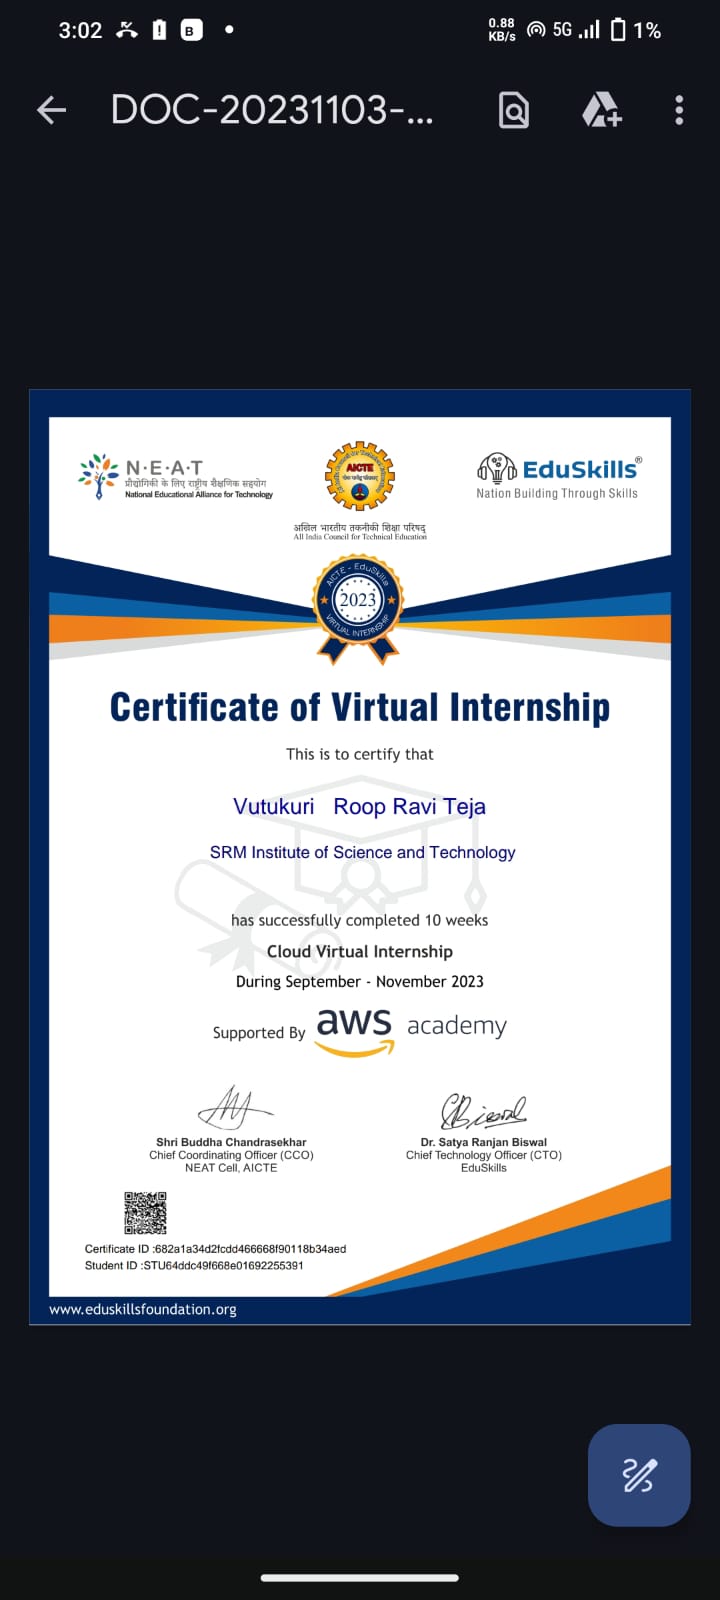 3:02 B 0.88 KB/s 5G 1%
DOC-20231103-...
N·E·A·T
प्रौद्योगिकी के लिए राष्ट्रीय शैक्षणिक सहयोग
National Educational Alliance for Technology
AICTE
अखिल भारतीय तकनीकी शिक्षा परिषद्
All India Council for Technical Education
EduSkills®
Nation Building Through Skills
AICTE - EduSkills
2023
VIRTUAL INTERNSHIP
Certificate of Virtual Internship
This is to certify that
Vutukuri Roop Ravi Teja
SRM Institute of Science and Technology
has successfully completed 10 weeks
Cloud Virtual Internship
During September - November 2023
Supported By aws academy
Shri Buddha Chandrasekhar
Chief Coordinating Officer (CCO)
NEAT Cell, AICTE
Dr. Satya Ranjan Biswal
Chief Technology Officer (CTO)
EduSkills
Certificate ID :682a1a34d2fcdd466668f90118b34aed
Student ID :STU64ddc49f668e01692255391
www.eduskillsfoundation.org